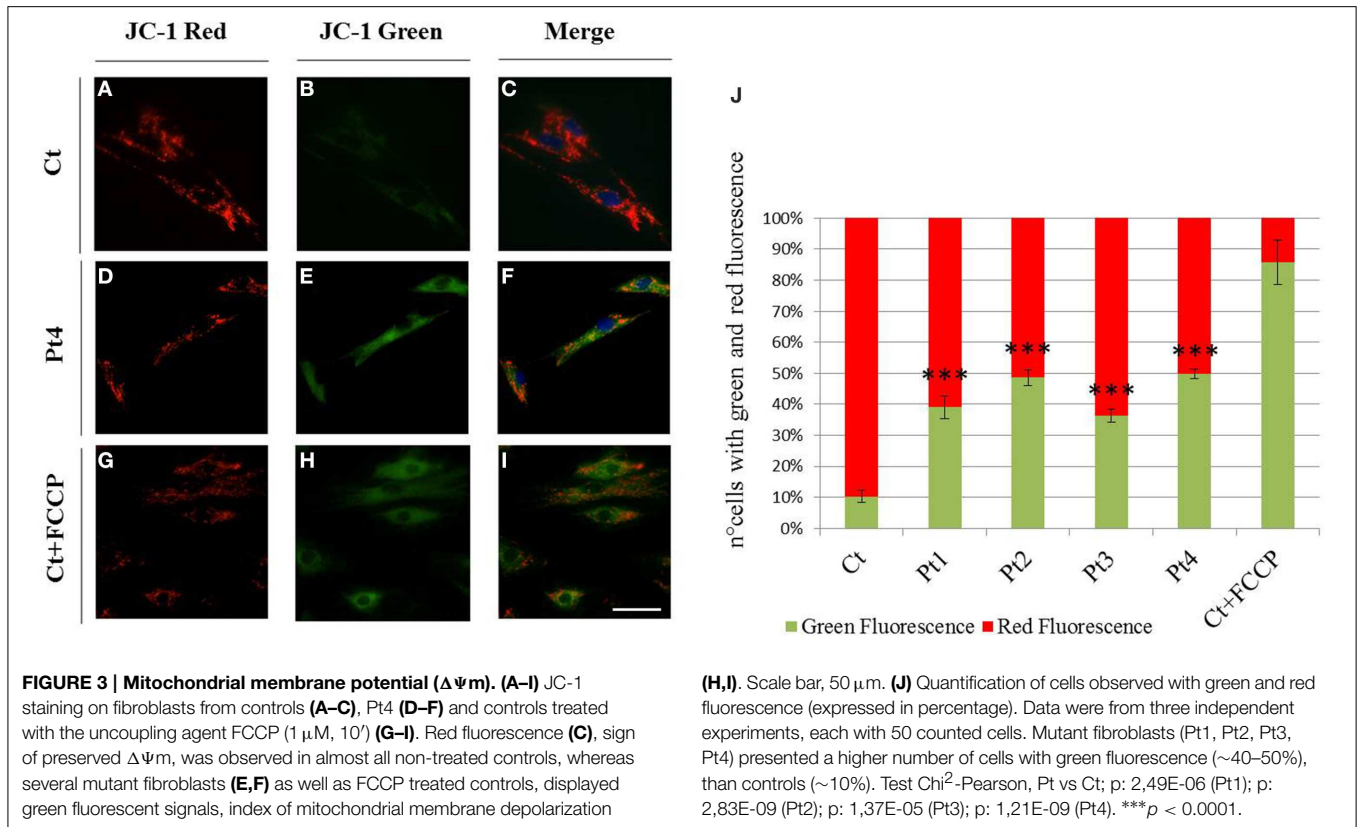 JC-1 Red JC-1 Green Merge
Ct
A
B
C
Pt4
D
E
F
Ct+FCCP
G
H
I
J
n°cells with green and red fluorescence
100%
90%
80%
70%
60%
50%
40%
30%
20%
10%
0%
***
***
***
***
Ct
Pt1
Pt2
Pt3
Pt4
Ct+FCCP
Green Fluorescence Red Fluorescence
FIGURE 3 | Mitochondrial membrane potential (ΔΨm). (A–I) JC-1
staining on fibroblasts from controls (A–C), Pt4 (D–F) and controls treated
with the uncoupling agent FCCP (1 μM, 10′) (G–I). Red fluorescence (C), sign
of preserved ΔΨm, was observed in almost all non-treated controls, whereas
several mutant fibroblasts (E,F) as well as FCCP treated controls, displayed
green fluorescent signals, index of mitochondrial membrane depolarization
(H,I). Scale bar, 50 μm. (J) Quantification of cells observed with green and red
fluorescence (expressed in percentage). Data were from three independent
experiments, each with 50 counted cells. Mutant fibroblasts (Pt1, Pt2, Pt3,
Pt4) presented a higher number of cells with green fluorescence (∼40–50%),
than controls (∼10%). Test Chi²-Pearson, Pt vs Ct; p: 2,49E-06 (Pt1); p:
2,83E-09 (Pt2); p: 1,37E-05 (Pt3); p: 1,21E-09 (Pt4). ***p < 0.0001.